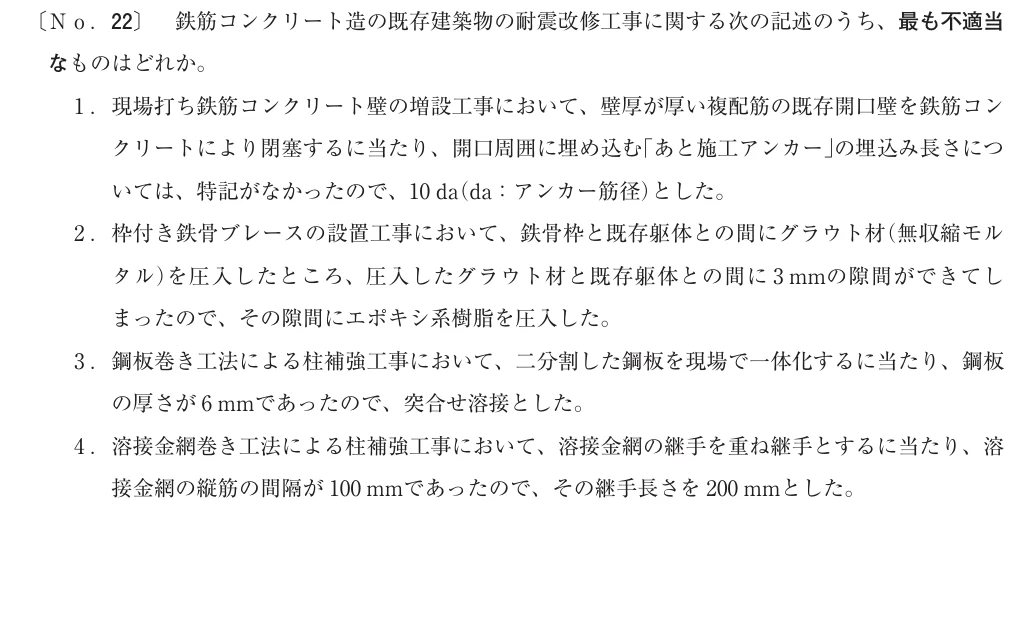 〔Ｎｏ．22〕　鉄筋コンクリート造の既存建築物の耐震改修工事に関する次の記述のうち、最も不適当
なものはどれか。
１．現場打ち鉄筋コンクリート壁の増設工事において、壁厚が厚い複配筋の既存開口壁を鉄筋コン
クリートにより閉塞するに当たり、開口周囲に埋め込む「あと施工アンカー」の埋込み長さにつ
いては、特記がなかったので、10 da(da：アンカー筋径)とした。
２．枠付き鉄骨ブレースの設置工事において、鉄骨枠と既存躯体との間にグラウト材(無収縮モル
タル)を圧入したところ、圧入したグラウト材と既存躯体との間に 3 mmの隙間ができてし
まったので、その隙間にエポキシ系樹脂を圧入した。
３．鋼板巻き工法による柱補強工事において、二分割した鋼板を現場で一体化するに当たり、鋼板
の厚さが 6 mmであったので、突合せ溶接とした。
４．溶接金網巻き工法による柱補強工事において、溶接金網の継手を重ね継手とするに当たり、溶
接金網の縦筋の間隔が 100 mmであったので、その継手長さを 200 mmとした。